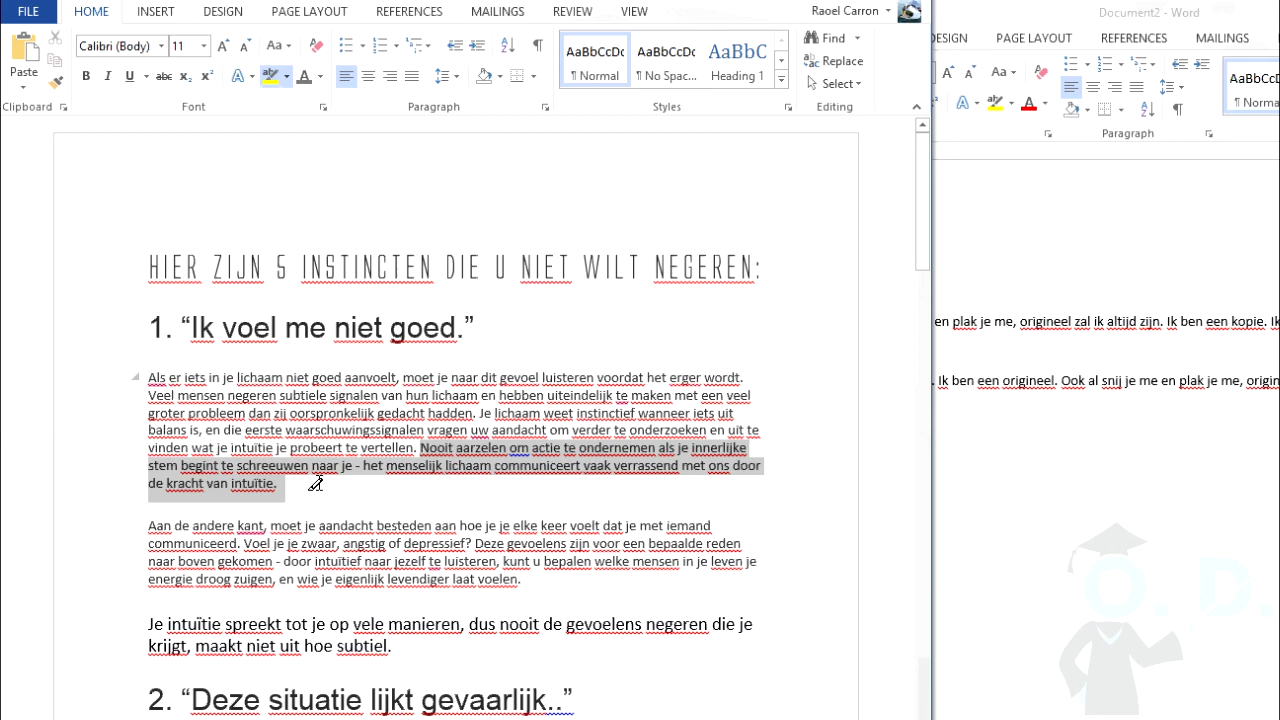 Document2 - Word
FILE HOME INSERT DESIGN PAGE LAYOUT REFERENCES MAILINGS REVIEW VIEW Raoel Carron
ESIGN PAGE LAYOUT REFERENCES MAILINGS
Calibri (Body) 11 Aa
Paste
B I U abc x₂ x² A A
AaBbCcDc AaBbCcDc AaBbC
¶ Normal ¶ No Spac... Heading 1
Find
Replace
Select
Clipboard Font Paragraph Styles Editing
Aa
A A
AaBbCcDc
¶ Norma
Paragraph
HIER ZIJN 5 INSTINCTEN DIE U NIET WILT NEGEREN:
1. “Ik voel me niet goed.”
Als er iets in je lichaam niet goed aanvoelt, moet je naar dit gevoel luisteren voordat het erger wordt.
Veel mensen negeren subtiele signalen van hun lichaam en hebben uiteindelijk te maken met een veel
groter probleem dan zij oorspronkelijk gedacht hadden. Je lichaam weet instinctief wanneer iets uit
balans is, en die eerste waarschuwingssignalen vragen uw aandacht om verder te onderzoeken en uit te
vinden wat je intuïtie je probeert te vertellen. Nooit aarzelen om actie te ondernemen als je innerlijke
stem begint te schreeuwen naar je - het menselijk lichaam communiceert vaak verrassend met ons door
de kracht van intuïtie.
Aan de andere kant, moet je aandacht besteden aan hoe je je elke keer voelt dat je met iemand
communiceerd. Voel je je zwaar, angstig of depressief? Deze gevoelens zijn voor een bepaalde reden
naar boven gekomen - door intuïtief naar jezelf te luisteren, kunt u bepalen welke mensen in je leven je
energie droog zuigen, en wie je eigenlijk levendiger laat voelen.
Je intuïtie spreekt tot je op vele manieren, dus nooit de gevoelens negeren die je
krijgt, maakt niet uit hoe subtiel.
2. “Deze situatie lijkt gevaarlijk..”
en plak je me, origineel zal ik altijd zijn. Ik ben een kopie. Ik
. Ik ben een origineel. Ook al snij je me en plak je me, origin
O. D.